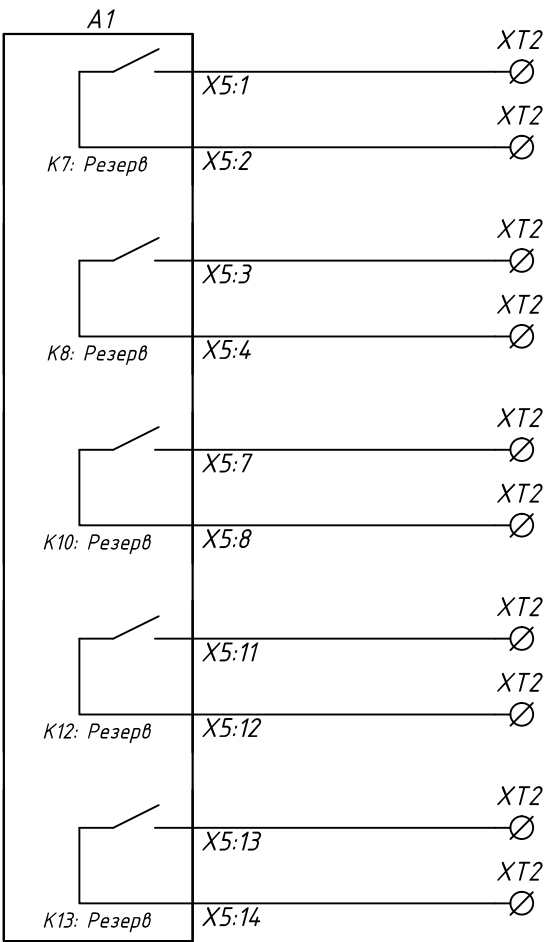 A1
XT2
X5:1
XT2
K7: Резерв
X5:2
XT2
X5:3
XT2
K8: Резерв
X5:4
XT2
X5:7
XT2
K10: Резерв
X5:8
XT2
X5:11
XT2
K12: Резерв
X5:12
XT2
X5:13
XT2
K13: Резерв
X5:14